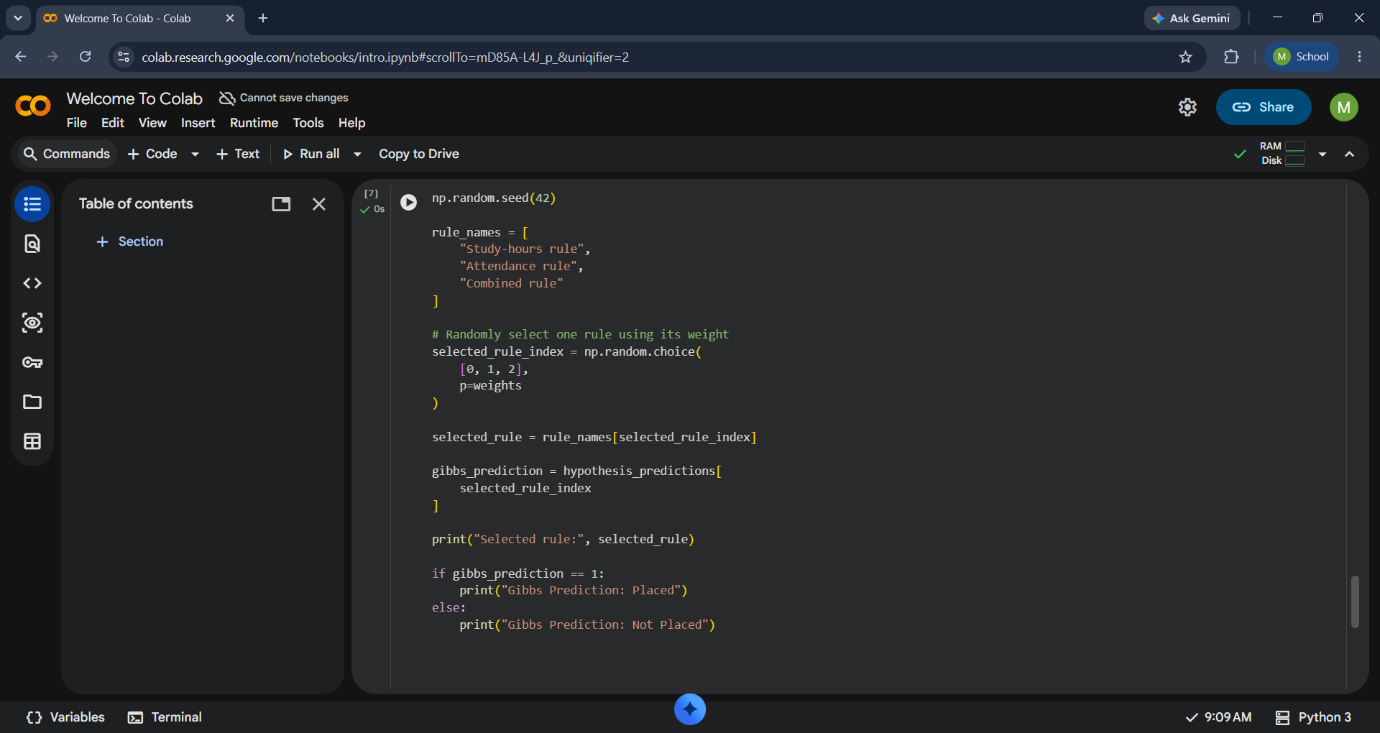 Welcome To Colab - Colab
Ask Gemini
colab.research.google.com/notebooks/intro.ipynb#scrollTo=mD85A-L4J_p_&uniqifier=2
M School
Welcome To Colab Cannot save changes
File Edit View Insert Runtime Tools Help
Share
M
Commands + Code + Text Run all Copy to Drive
RAM
Disk
Table of contents
+ Section
[7]
0s
np.random.seed(42)
rule_names = [
    "Study-hours rule",
    "Attendance rule",
    "Combined rule"
]
# Randomly select one rule using its weight
selected_rule_index = np.random.choice(
    [0, 1, 2],
    p=weights
)
selected_rule = rule_names[selected_rule_index]
gibbs_prediction = hypothesis_predictions[
    selected_rule_index
]
print("Selected rule:", selected_rule)
if gibbs_prediction == 1:
    print("Gibbs Prediction: Placed")
else:
    print("Gibbs Prediction: Not Placed")
{} Variables Terminal
9:09 AM Python 3